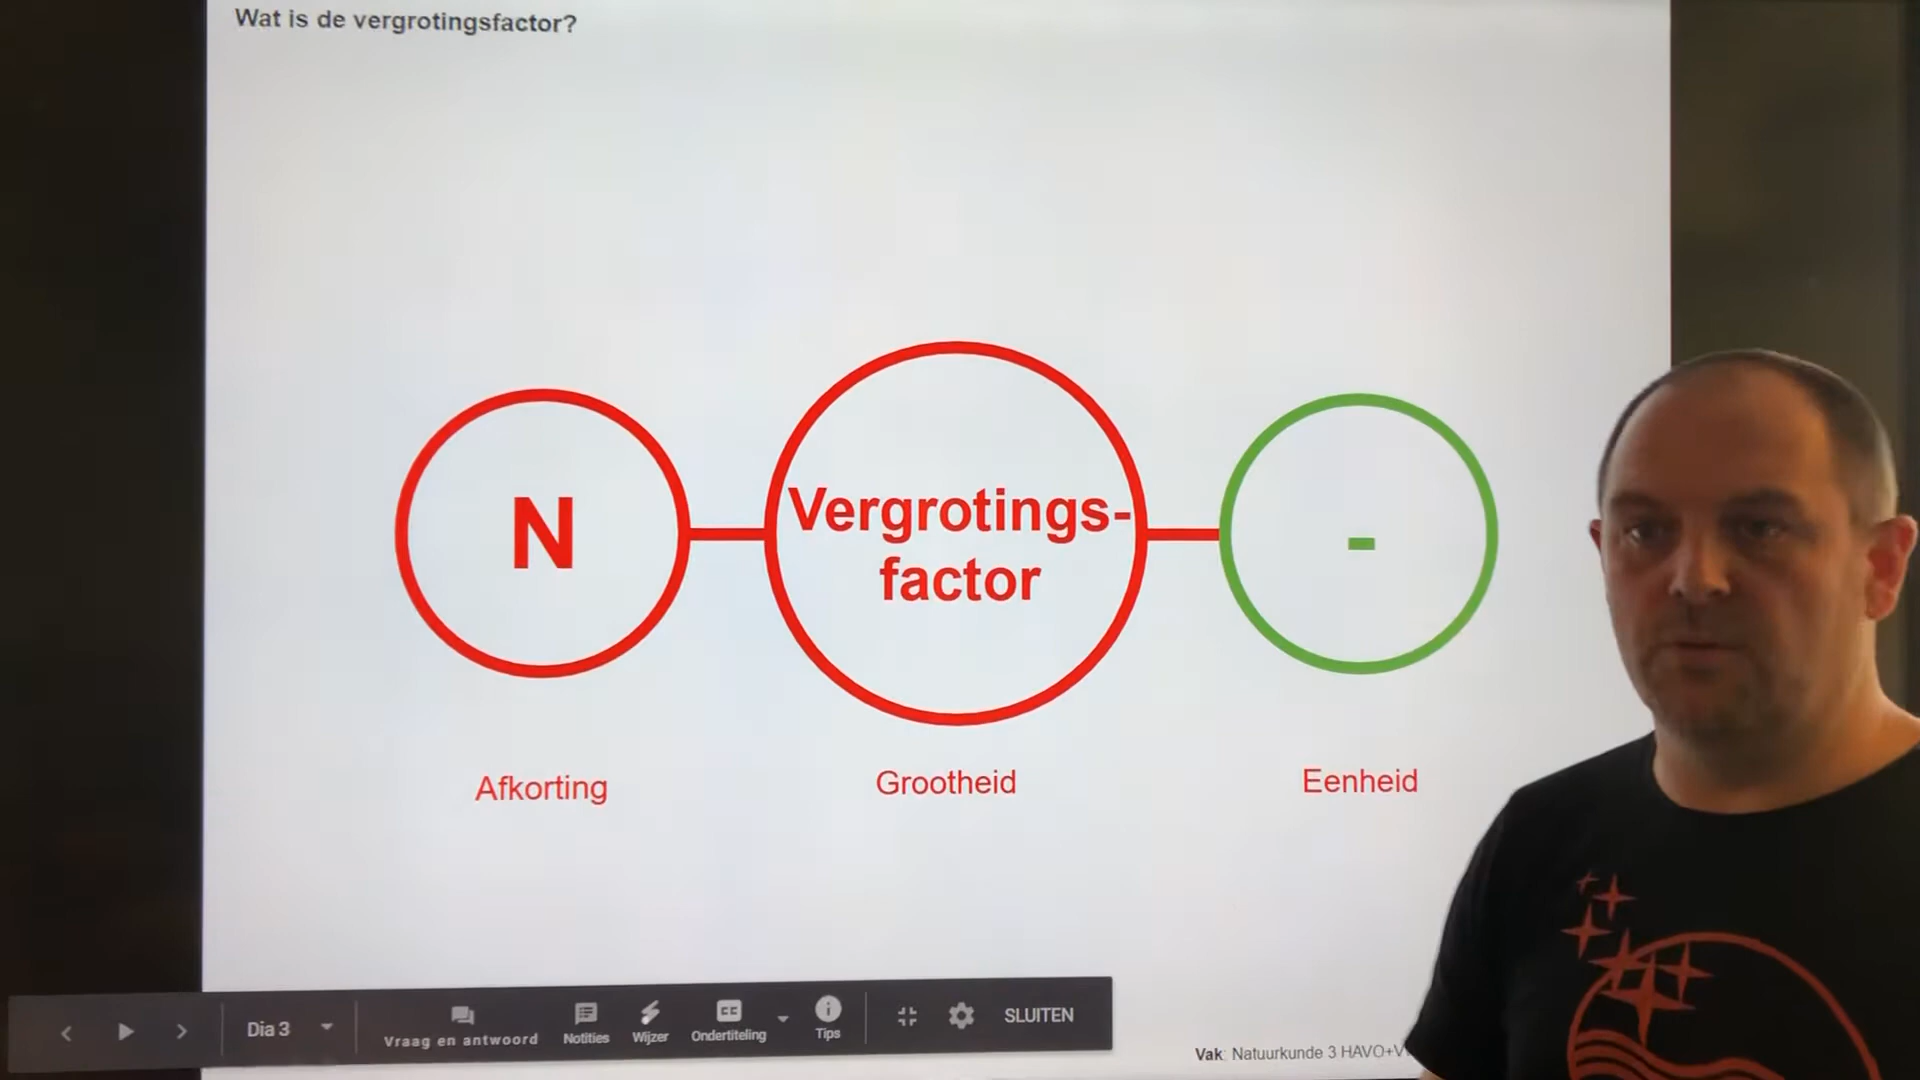 Wat is de vergrotingsfactor?
N
Vergrotings-
factor
-
Afkorting
Grootheid
Eenheid
Dia 3
Vraag en antwoord
Notities
Wijzer
CC
Ondertiteling
Tips
SLUITEN
Vak: Natuurkunde 3 HAVO+V